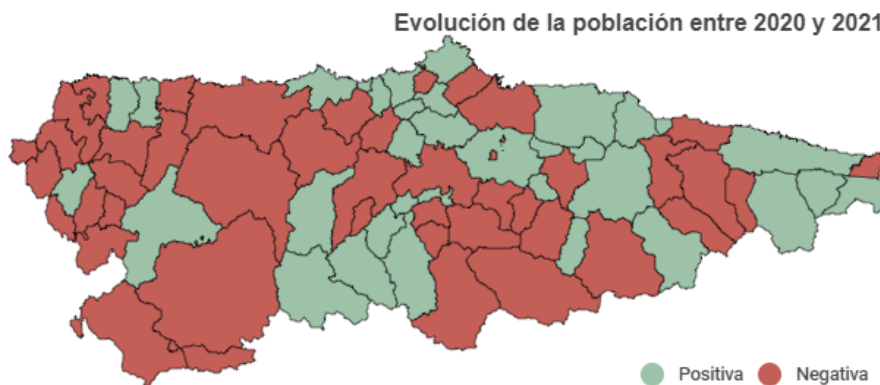 Evolución de la población entre 2020 y 2021
Positiva Negativa